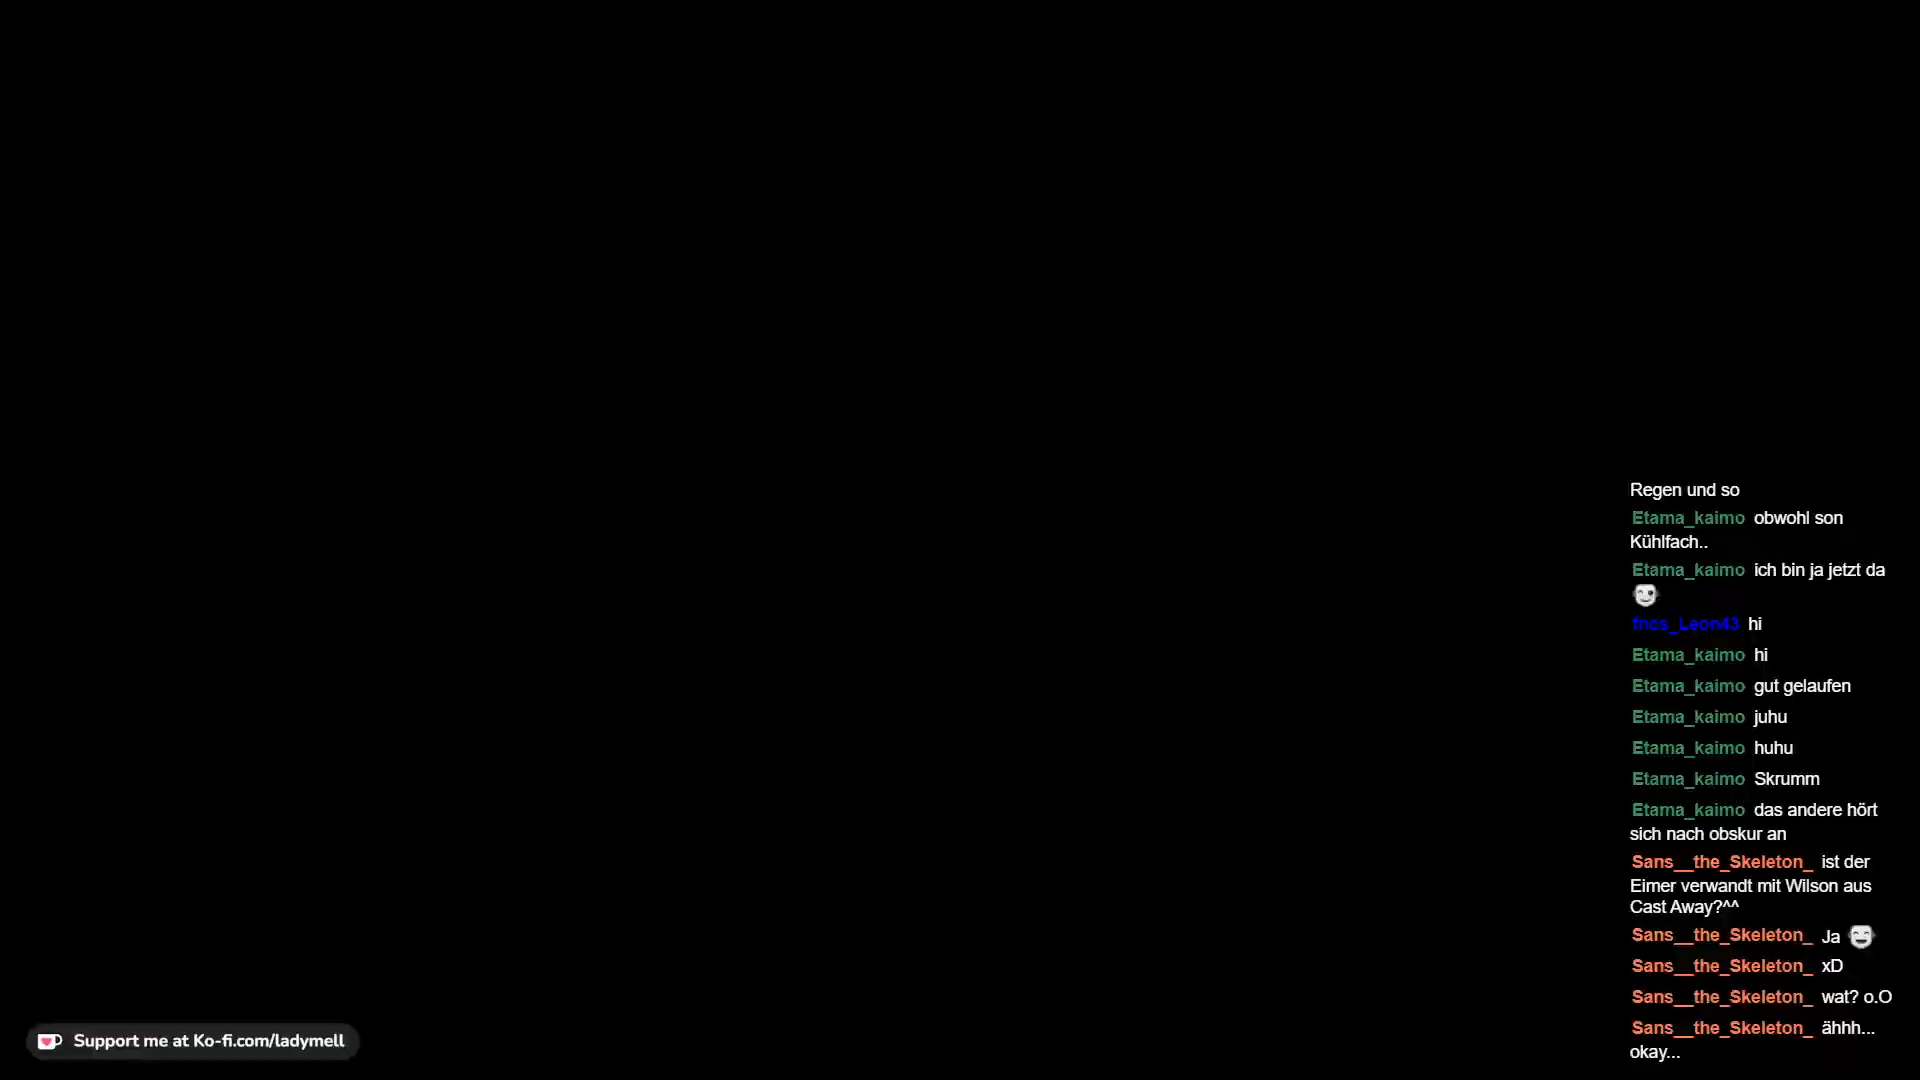 Regen und so
Etama_kaimo obwohl son
Kühlfach..
Etama_kaimo ich bin ja jetzt da
fncs_Leon43 hi
Etama_kaimo hi
Etama_kaimo gut gelaufen
Etama_kaimo juhu
Etama_kaimo huhu
Etama_kaimo Skrumm
Etama_kaimo das andere hört
sich nach obskur an
Sans__the_Skeleton_ ist der
Eimer verwandt mit Wilson aus
Cast Away?^^
Sans__the_Skeleton_ Ja
Sans__the_Skeleton_ xD
Sans__the_Skeleton_ wat? o.O
Sans__the_Skeleton_ ähhh...
okay...
Support me at Ko-fi.com/ladymell